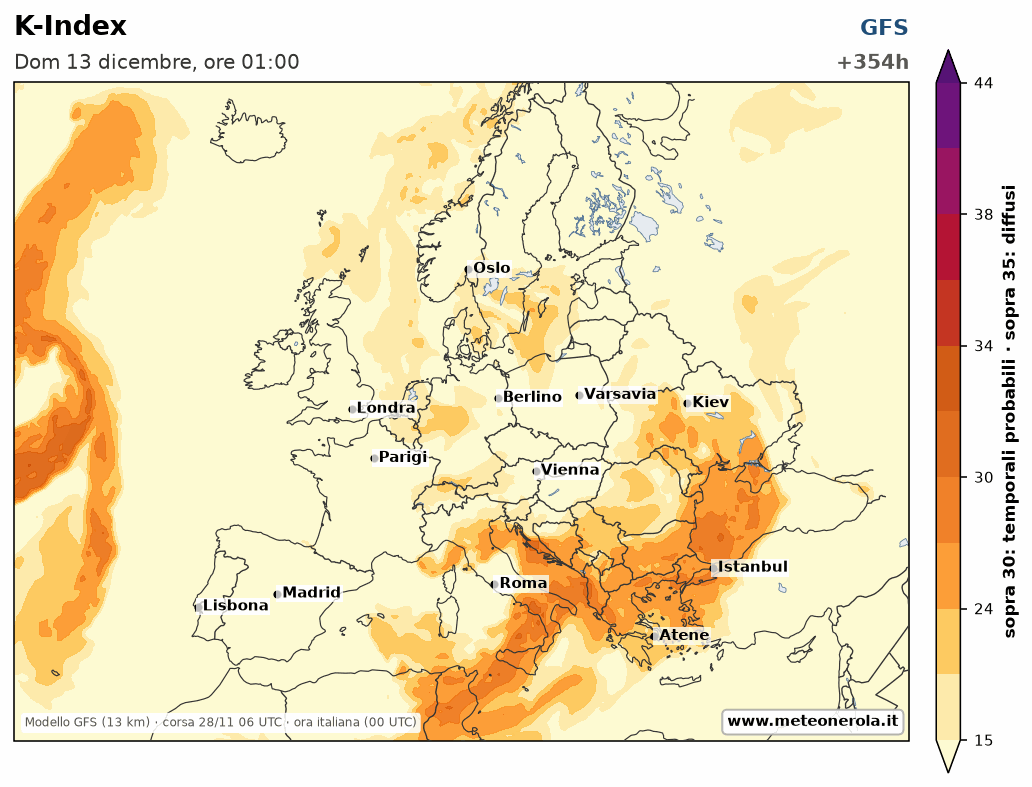 K-Index
GFS
Dom 13 dicembre, ore 01:00
+354h
Oslo
Londra
Berlino
Varsavia
Kiev
Parigi
Vienna
Lisbona
Madrid
Roma
Istanbul
Atene
Modello GFS (13 km) · corsa 28/11 06 UTC · ora italiana (00 UTC)
www.meteonerola.it
44
38
34
30
24
15
sopra 30: temporali probabili · sopra 35: diffusi